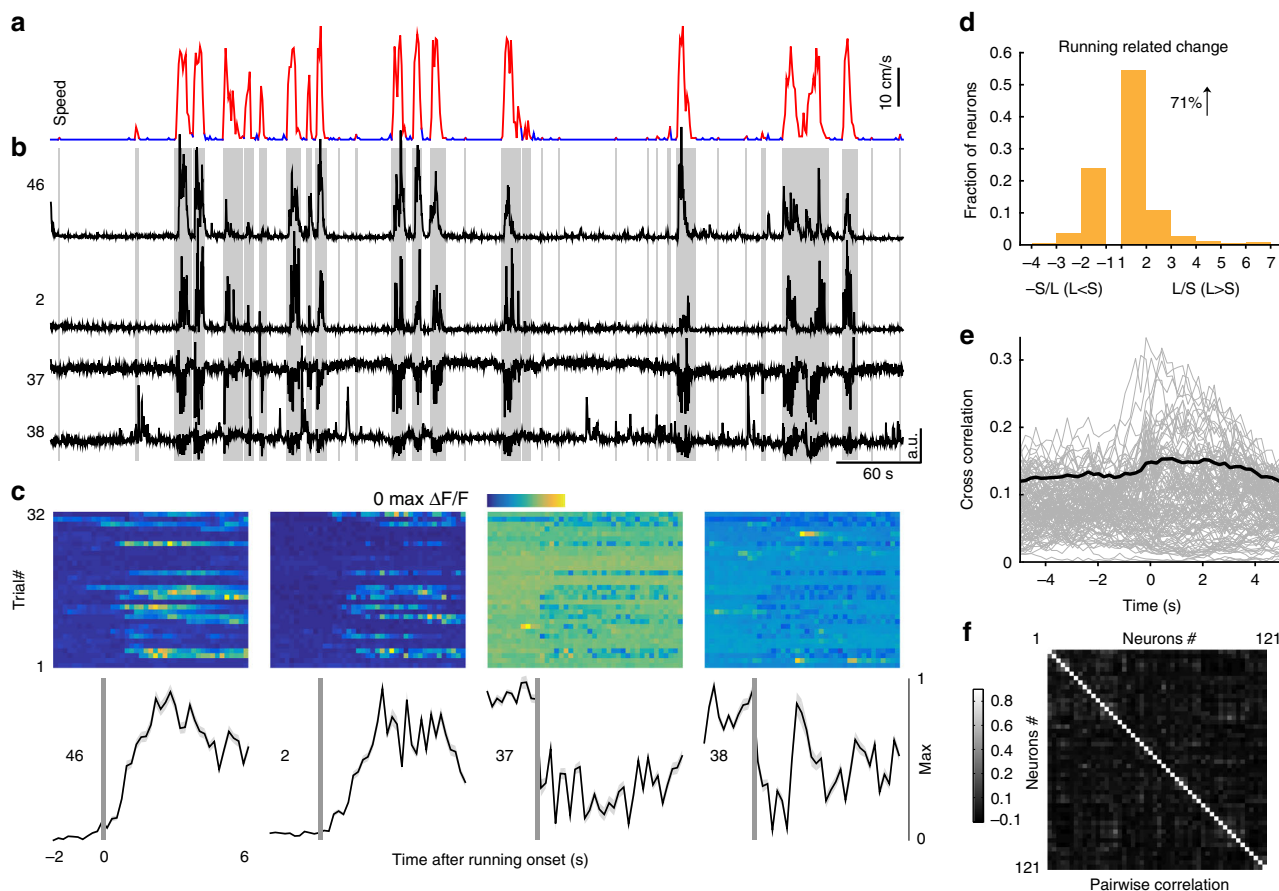 a
Speed
10 cm/s
b
46
2
37
38
a.u.
60 s
c
0 max ΔF/F
32
Trial#
1
46
2
37
38
1
Max
0
−2 0 6
Time after running onset (s)
d
Running related change
71%
Fraction of neurons
0.6
0.5
0.4
0.3
0.2
0.1
0
−4 −3 −2 −1 1 2 3 4 5 6 7
−S/L (L<S) L/S (L>S)
e
Cross correlation
0.3
0.2
0.1
0
−4 −2 0 2 4
Time (s)
f
1 Neurons # 121
Neurons #
0.8
0.4
0.2
0.1
−0.1
121
Pairwise correlation